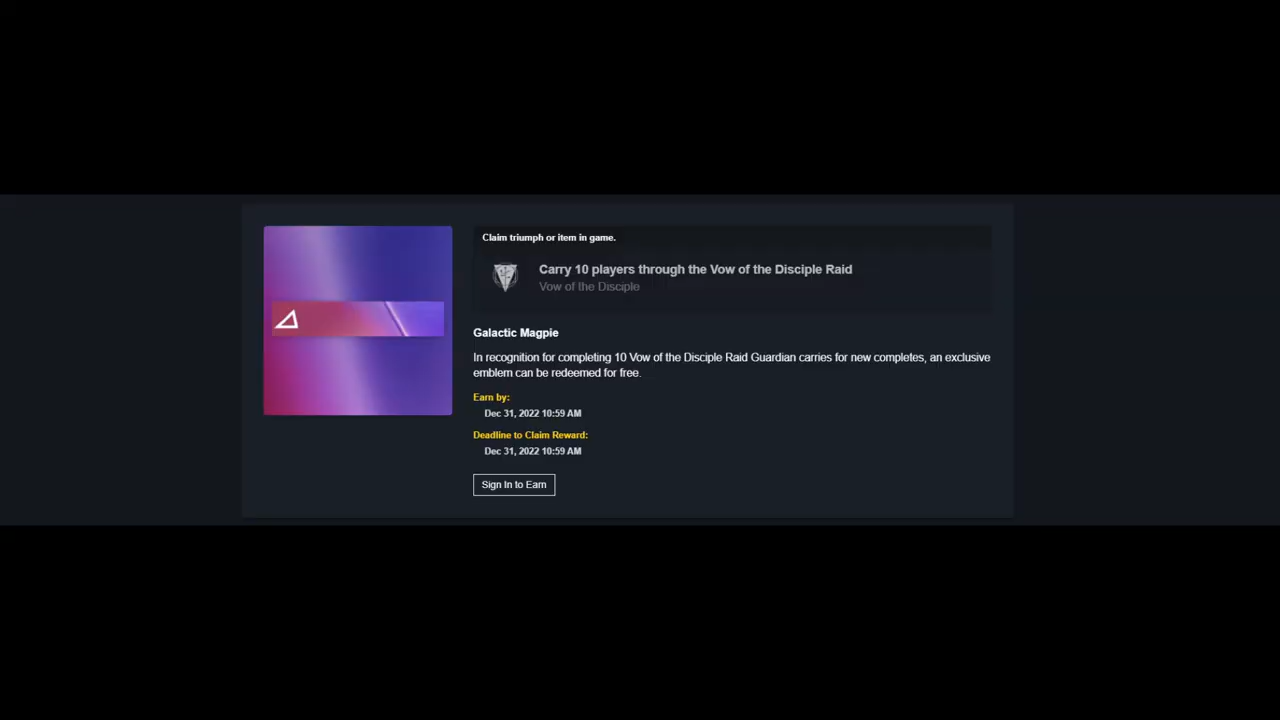 Claim triumph or item in game.
Carry 10 players through the Vow of the Disciple Raid
Vow of the Disciple
Galactic Magpie
In recognition for completing 10 Vow of the Disciple Raid Guardian carries for new completes, an exclusive
emblem can be redeemed for free.
Earn by:
Dec 31, 2022 10:59 AM
Deadline to Claim Reward:
Dec 31, 2022 10:59 AM
Sign In to Earn